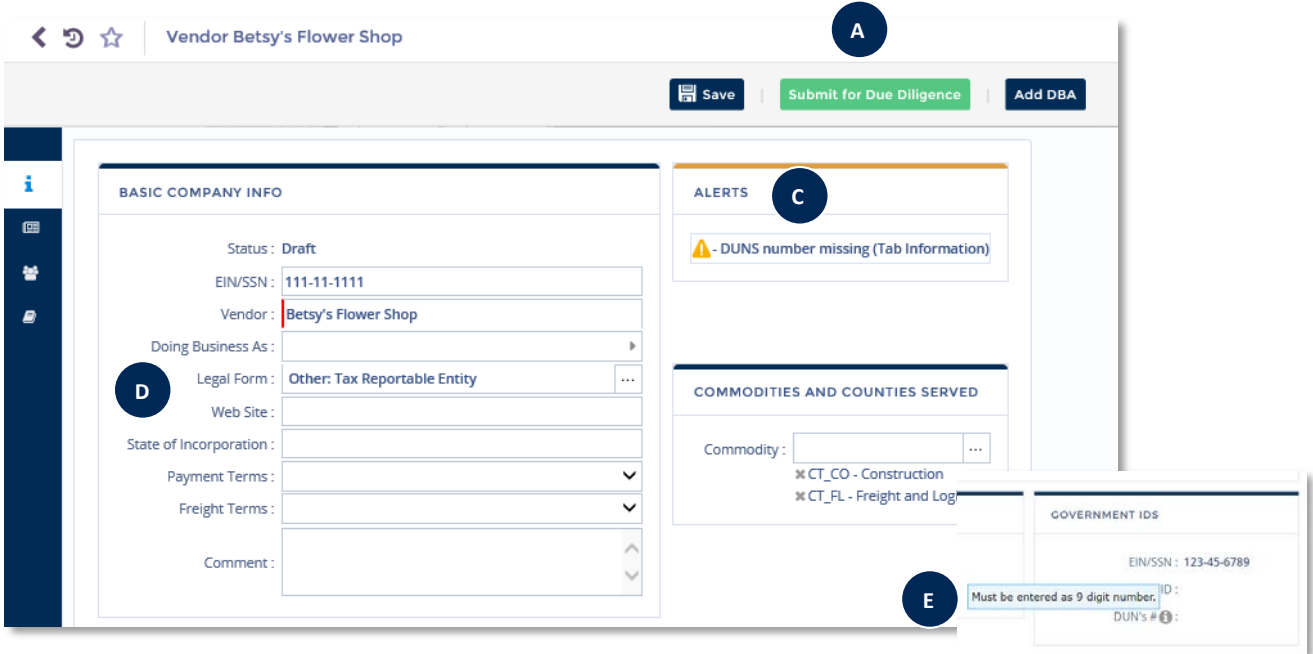 A
Vendor Betsy's Flower Shop
Save | Submit for Due Diligence | Add DBA
BASIC COMPANY INFO
Status : Draft
EIN/SSN : 111-11-1111
Vendor : Betsy's Flower Shop
Doing Business As :
D
Legal Form : Other: Tax Reportable Entity ...
Web Site :
State of Incorporation :
Payment Terms :
Freight Terms :
Comment :
ALERTS
C
- DUNS number missing (Tab Information)
COMMODITIES AND COUNTIES SERVED
Commodity : ...
CT_CO - Construction
CT_FL - Freight and Log
GOVERNMENT IDS
EIN/SSN : 123-45-6789
E
Must be entered as 9 digit number.
ID :
DUN's # :